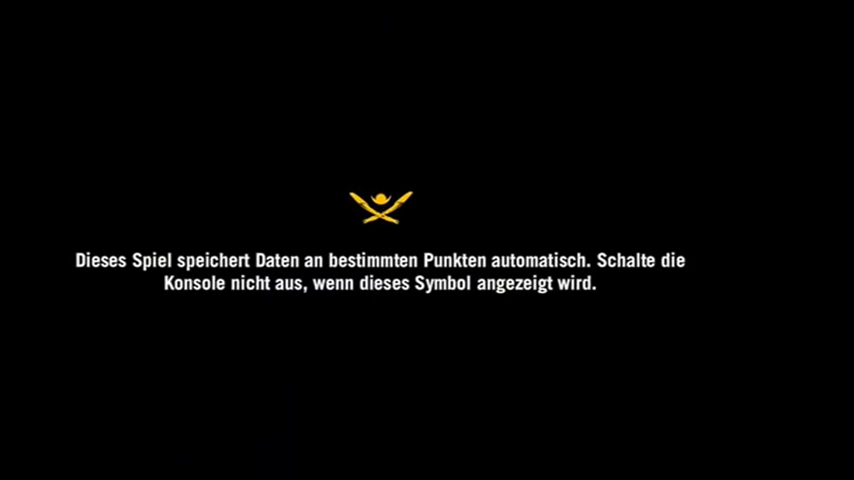 Dieses Spiel speichert Daten an bestimmten Punkten automatisch. Schalte die
Konsole nicht aus, wenn dieses Symbol angezeigt wird.